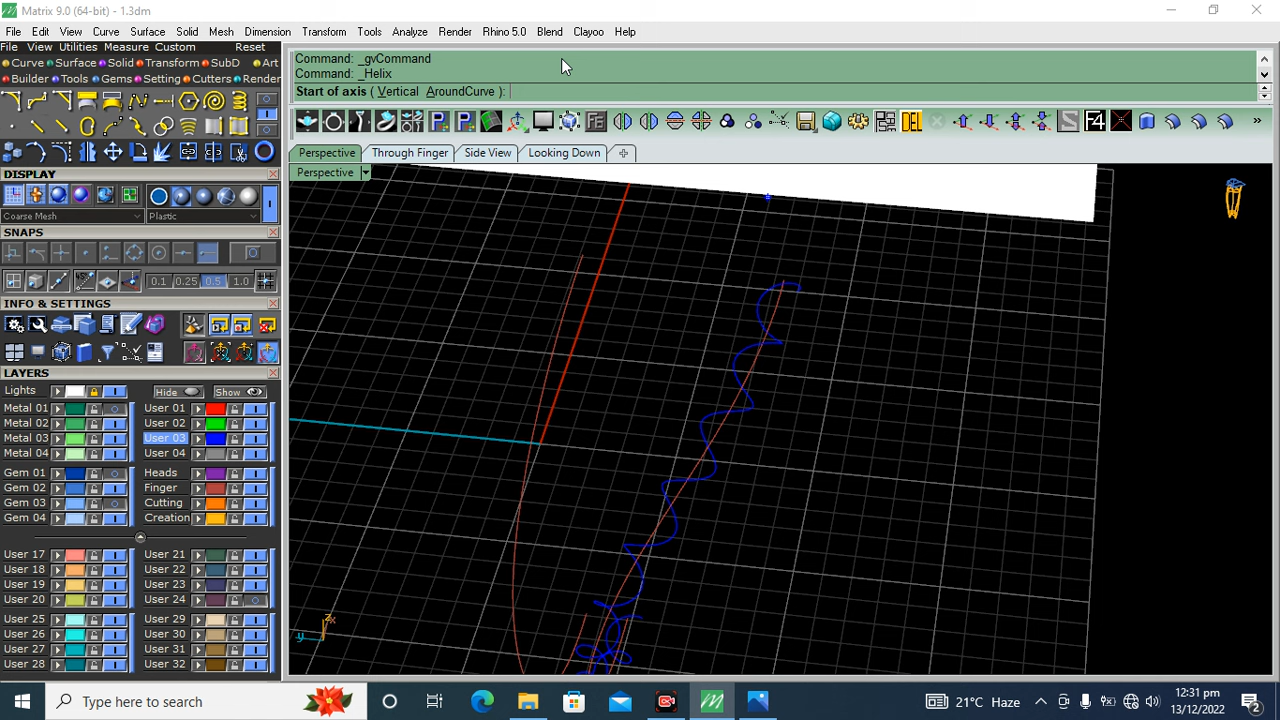 Matrix 9.0 (64-bit) - 1.3dm
File Edit View Curve Surface Solid Mesh Dimension Transform Tools Analyze Render Rhino 5.0 Blend Clayoo Help
File View Utilities Measure Custom Reset
Curve Surface Solid Transform SubD Art
Builder Tools Gems Setting Cutters Render
Command: _gvCommand
Command: _Helix
Start of axis ( Vertical AroundCurve ):
Perspective Through Finger Side View Looking Down
Perspective
DISPLAY
Coarse Mesh Plastic
SNAPS
0.1 0.25 0.5 1.0
INFO & SETTINGS
LAYERS
Lights Hide Show
Metal 01 User 01
Metal 02 User 02
Metal 03 User 03
Metal 04 User 04
Gem 01 Heads
Gem 02 Finger
Gem 03 Cutting
Gem 04 Creation
User 17 User 21
User 18 User 22
User 19 User 23
User 20 User 24
User 25 User 29
User 26 User 30
User 27 User 31
User 28 User 32
FE DEL F4
z x
y
Type here to search
21°C Haze
12:31 pm
13/12/2022
2